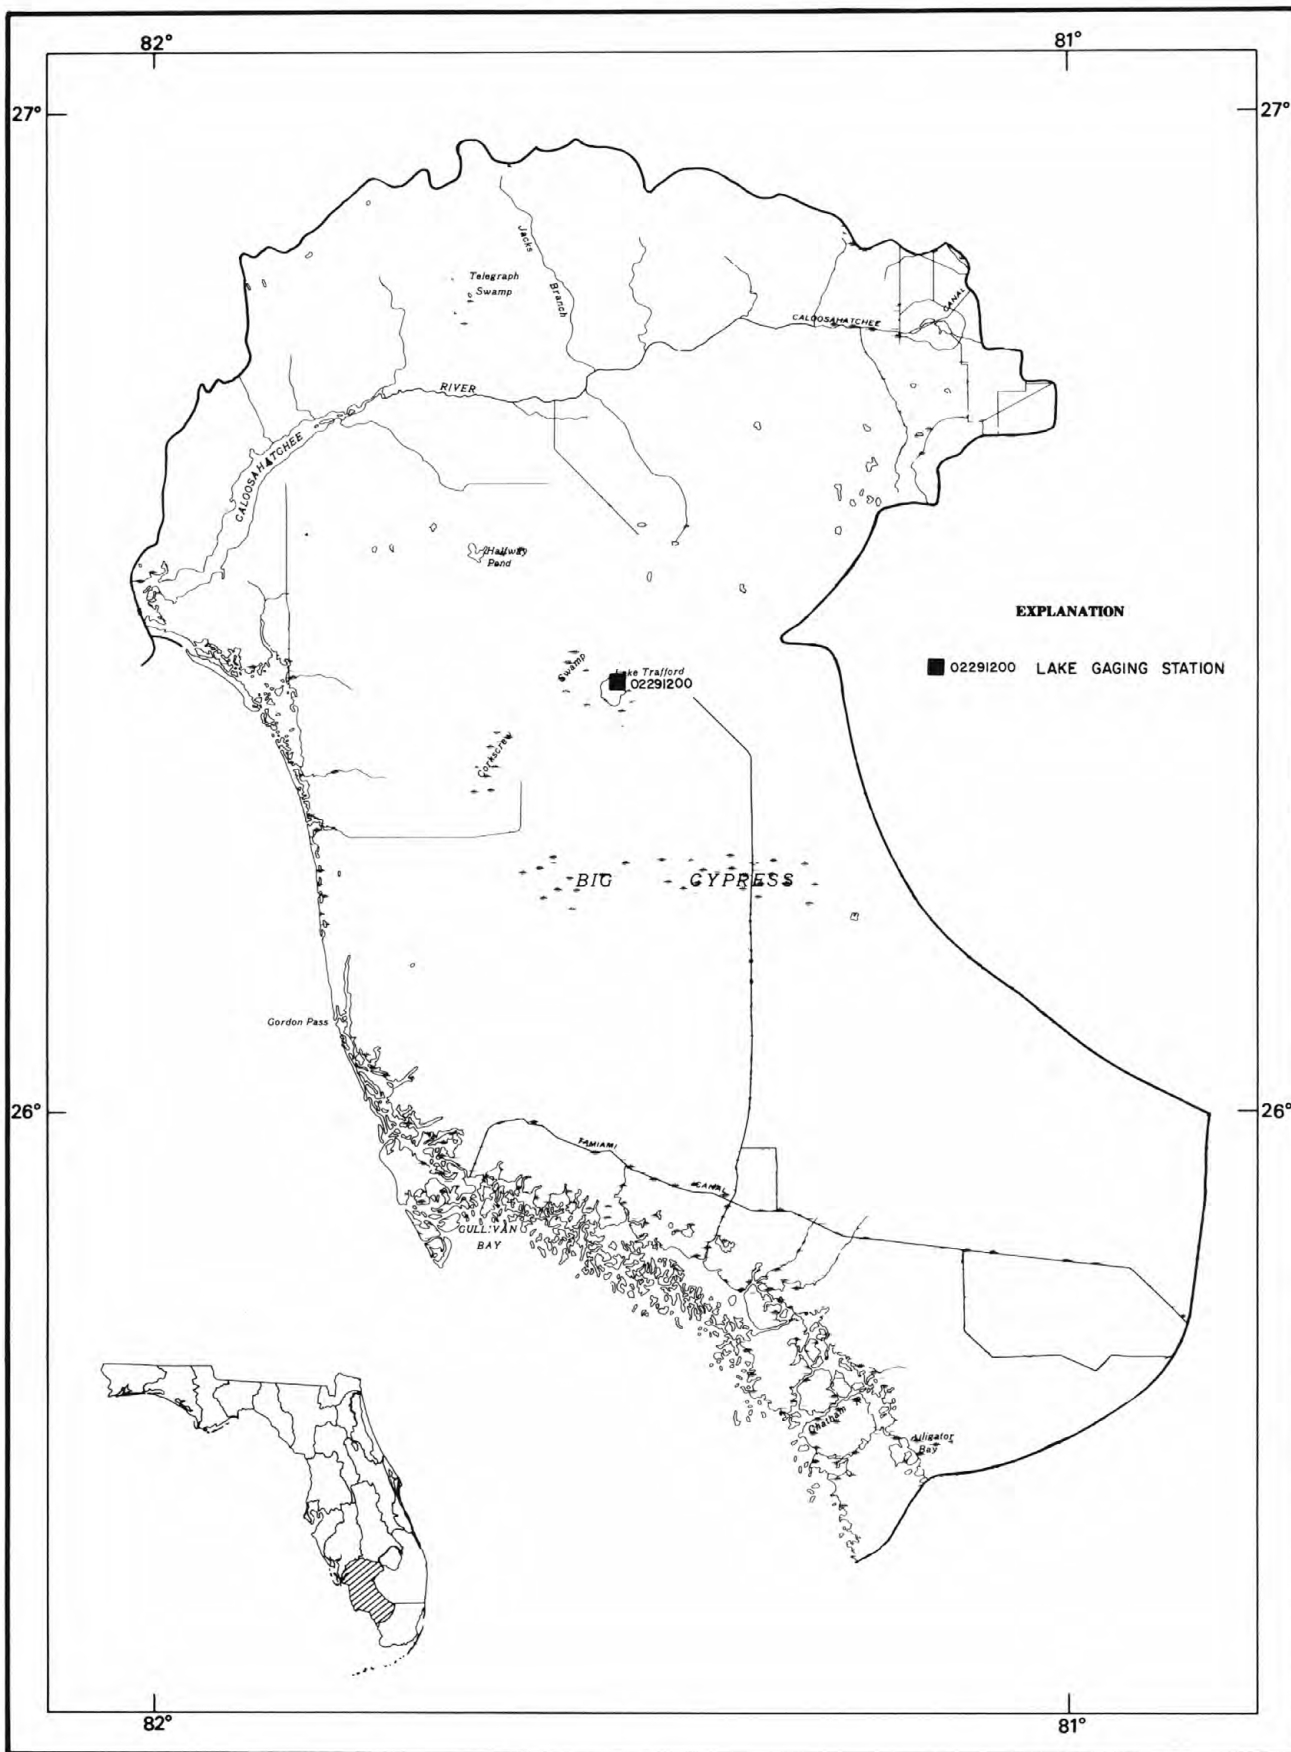 82° 81°
27° 27°
Jacks
Branch
Telegraph
Swamp
CANAL
CALOOSAHATCHEE
RIVER
CALOOSAHATCHEE
Halfway
Pond
EXPLANATION
02291200 LAKE GAGING STATION
Swamp
Lake Trafford
02291200
Corkscrew
BIG CYPRESS
Gordon Pass
26° 26°
TAMIAMI
CANAL
GULLIVAN
BAY
Chatham
Alligator
Bay
82° 81°